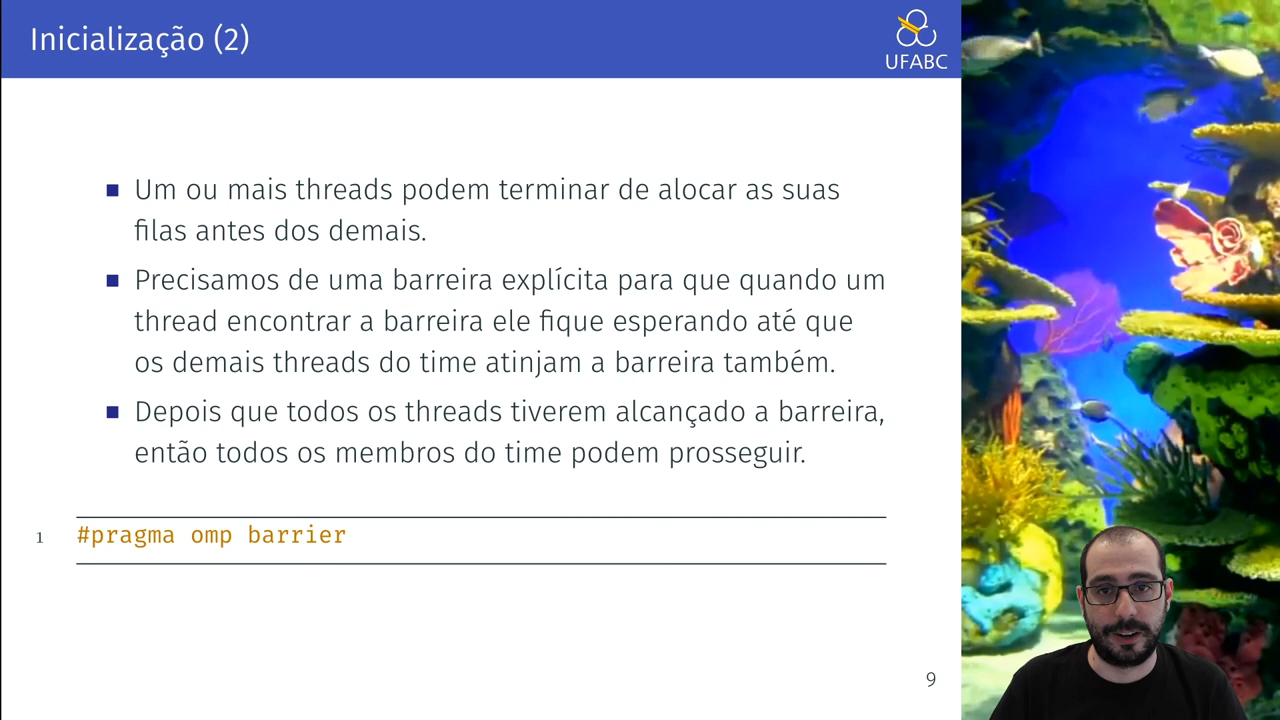 Inicialização (2)
UFABC
Um ou mais threads podem terminar de alocar as suas
filas antes dos demais.
Precisamos de uma barreira explícita para que quando um
thread encontrar a barreira ele fique esperando até que
os demais threads do time atinjam a barreira também.
Depois que todos os threads tiverem alcançado a barreira,
então todos os membros do time podem prosseguir.
1 #pragma omp barrier
9